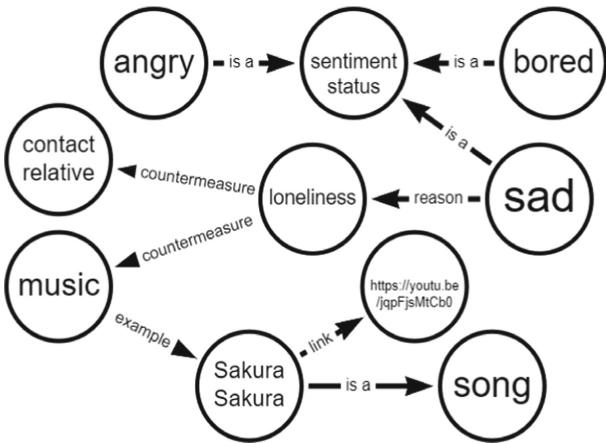 angry
is a
sentiment
status
is a
bored
is a
contact
relative
countermeasure
loneliness
reason
sad
countermeasure
music
https://youtu.be
/jqpFjsMtCb0
example
link
Sakura
Sakura
is a
song